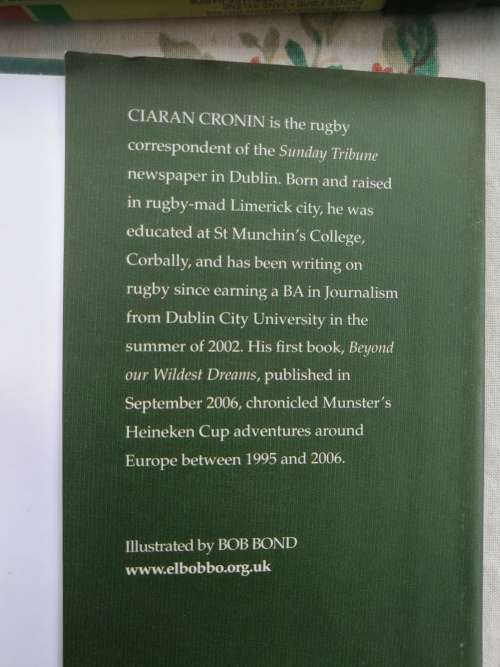 CIARAN CRONIN is the rugby
correspondent of the Sunday Tribune
newspaper in Dublin. Born and raised
in rugby-mad Limerick city, he was
educated at St Munchin's College,
Corbally, and has been writing on
rugby since earning a BA in Journalism
from Dublin City University in the
summer of 2002. His first book, Beyond
our Wildest Dreams, published in
September 2006, chronicled Munster's
Heineken Cup adventures around
Europe between 1995 and 2006.
Illustrated by BOB BOND
www.elbobbo.org.uk